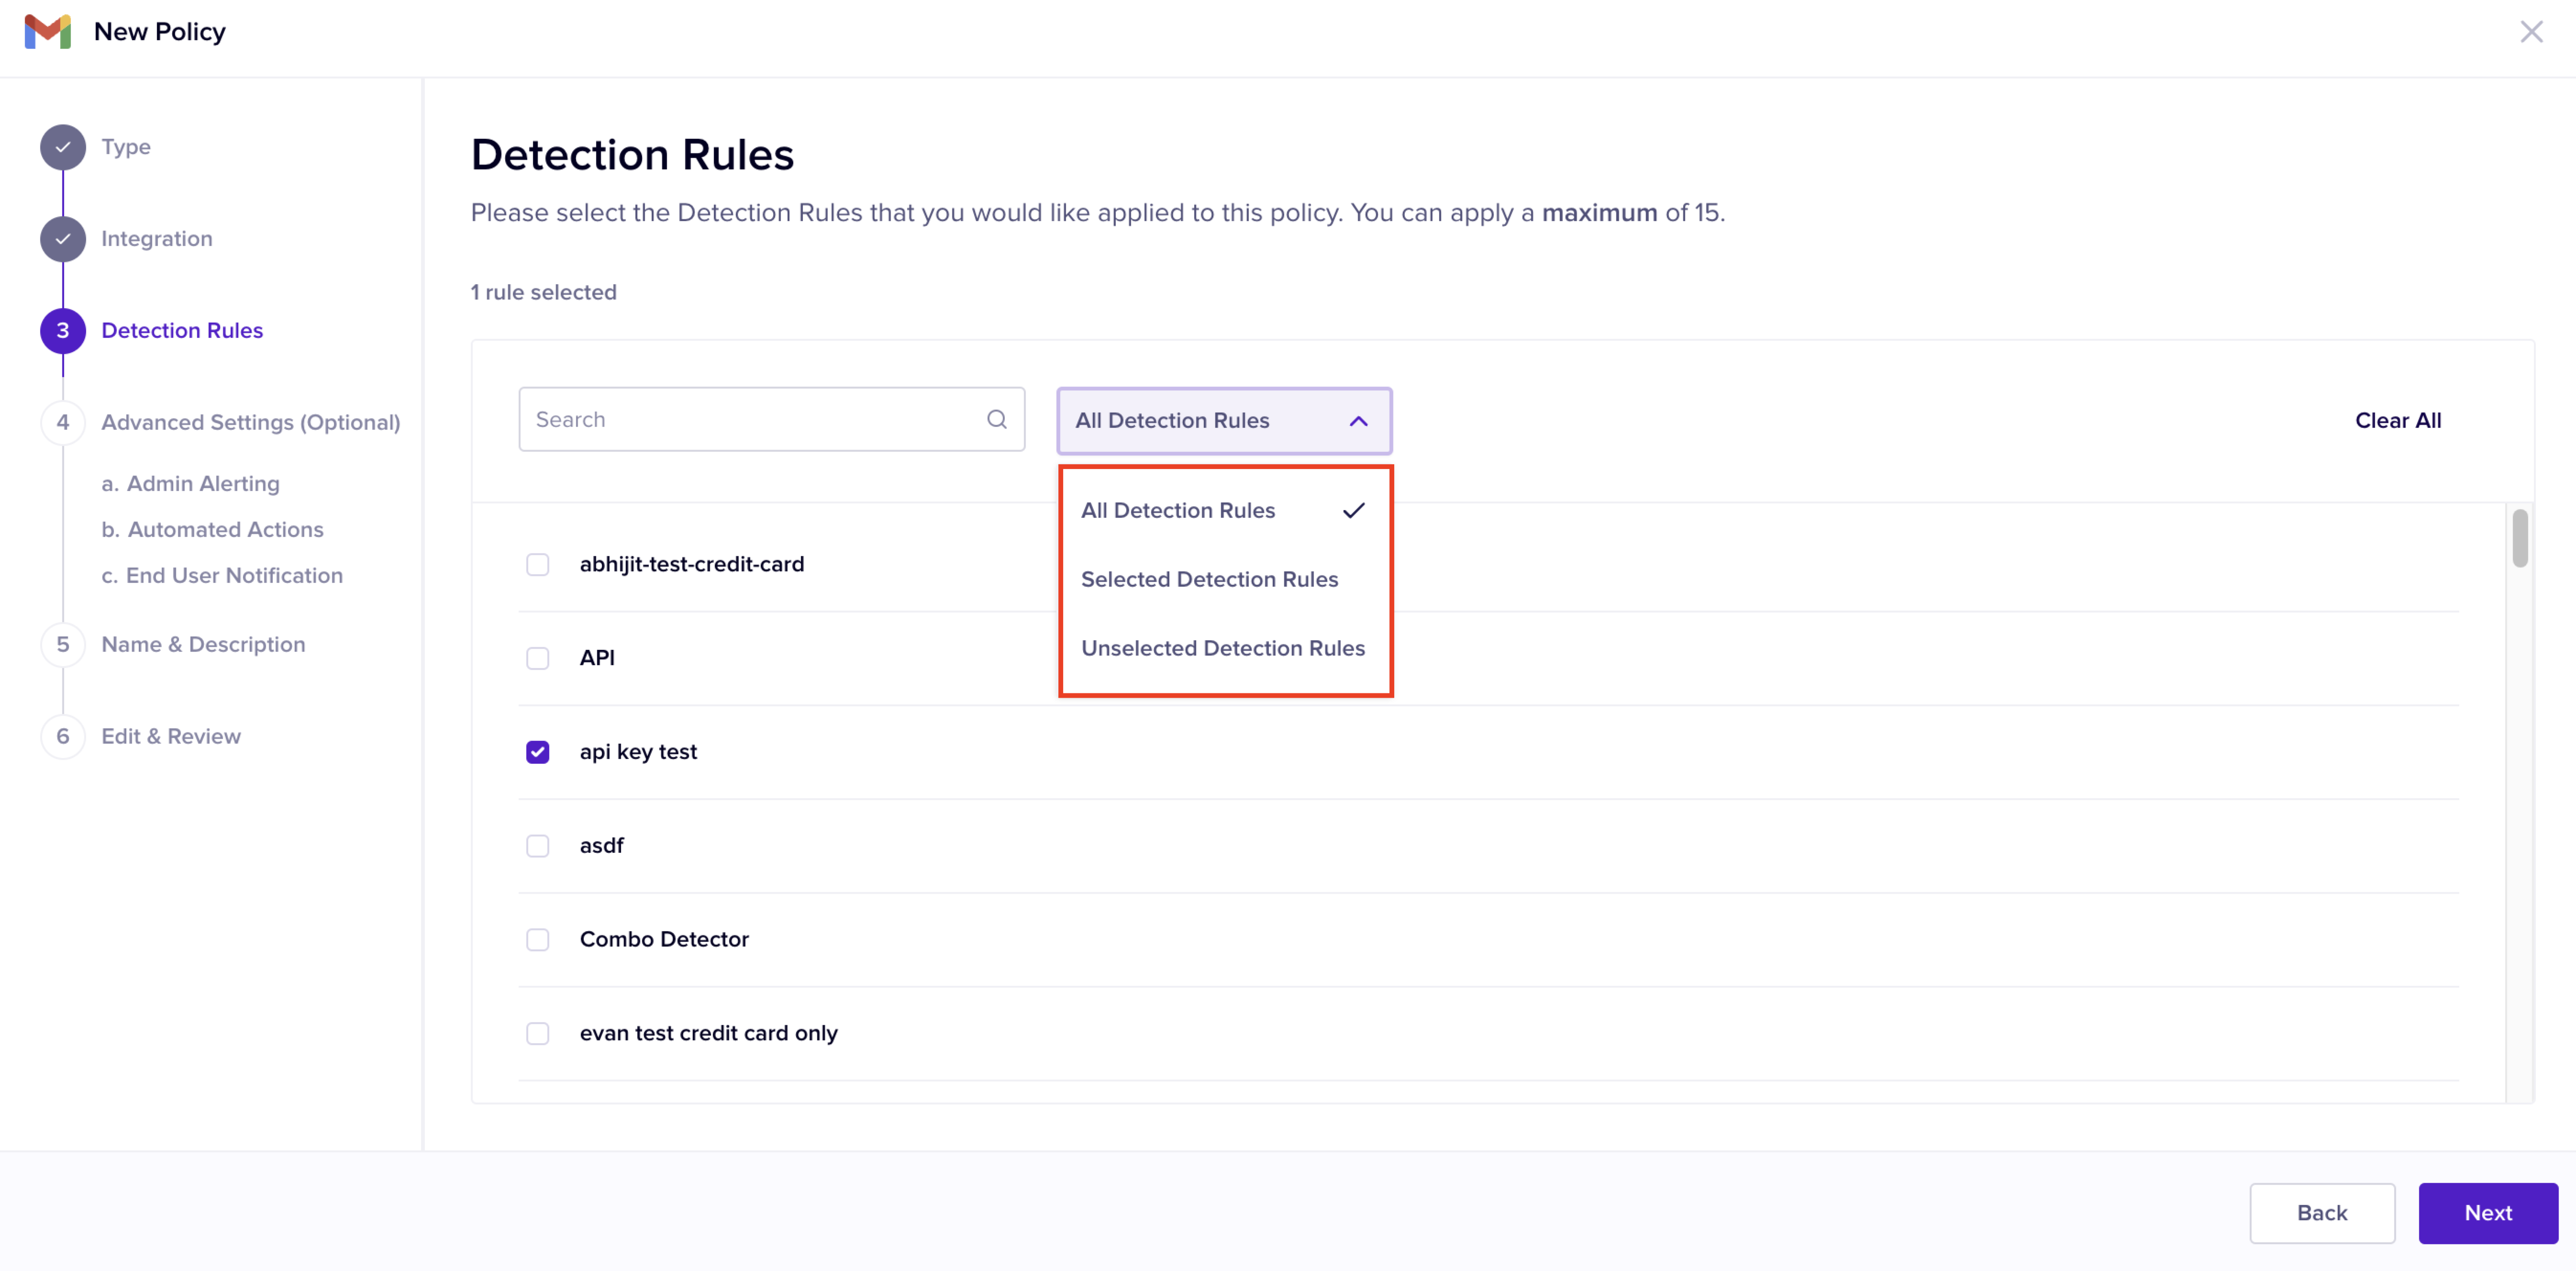 New Policy
Type
Integration
3 Detection Rules
4 Advanced Settings (Optional)
a. Admin Alerting
b. Automated Actions
c. End User Notification
5 Name & Description
6 Edit & Review
Detection Rules
Please select the Detection Rules that you would like applied to this policy. You can apply a maximum of 15.
1 rule selected
Search
All Detection Rules
Clear All
All Detection Rules
Selected Detection Rules
Unselected Detection Rules
abhijit-test-credit-card
API
api key test
asdf
Combo Detector
evan test credit card only
Back
Next